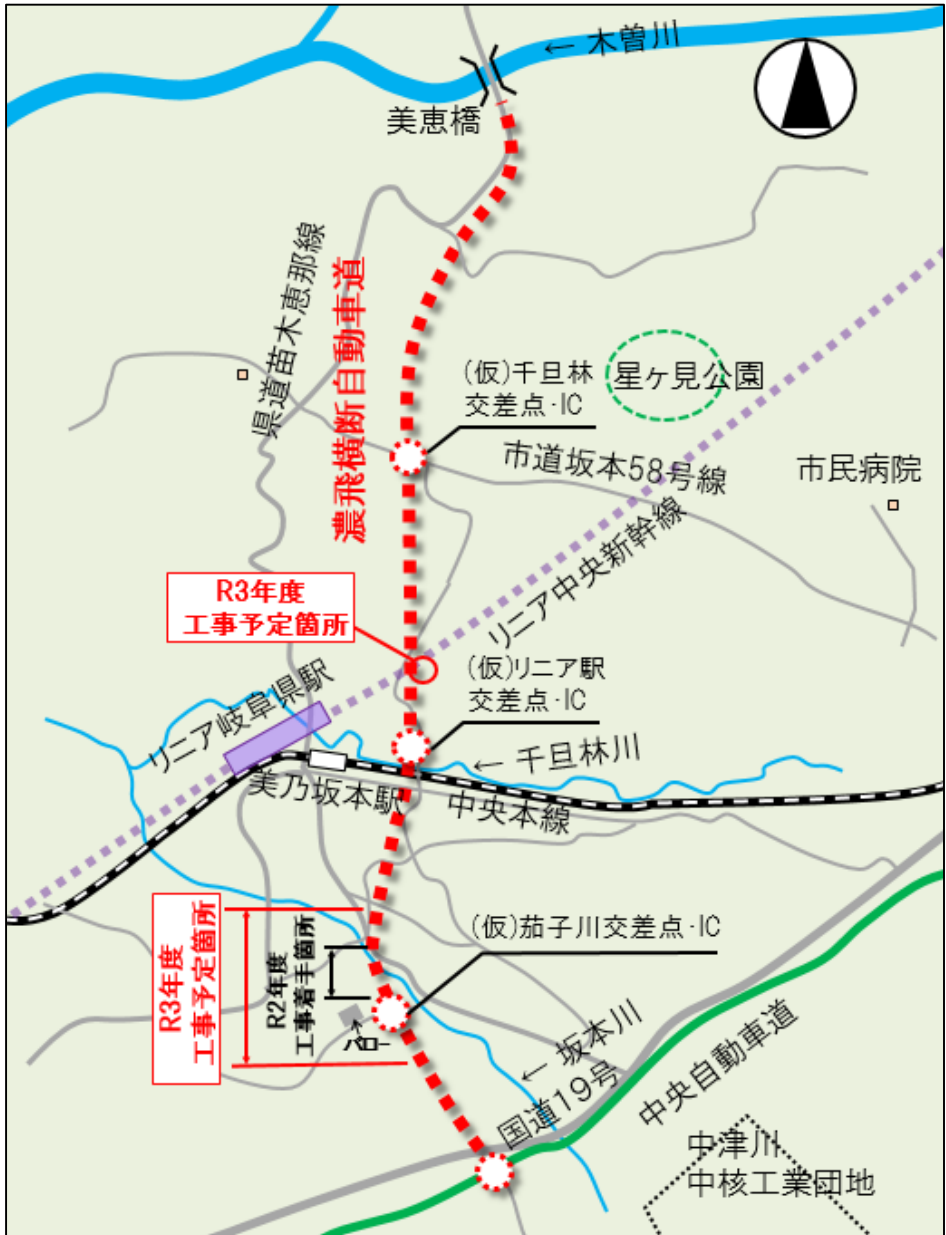 ← 木曽川
美恵橋
県道苗木恵那線
濃飛横断自動車道
(仮)千旦林
交差点・IC
星ヶ見公園
市道坂本58号線
市民病院
R3年度
工事予定箇所
リニア中央新幹線
(仮)リニア駅
交差点・IC
リニア岐阜県駅
← 千旦林川
美乃坂本駅
中央本線
R3年度
工事予定箇所
R2年度
工事着手箇所
(仮)茄子川交差点・IC
バロー
← 坂本川
国道19号
中央自動車道
中津川
中核工業団地